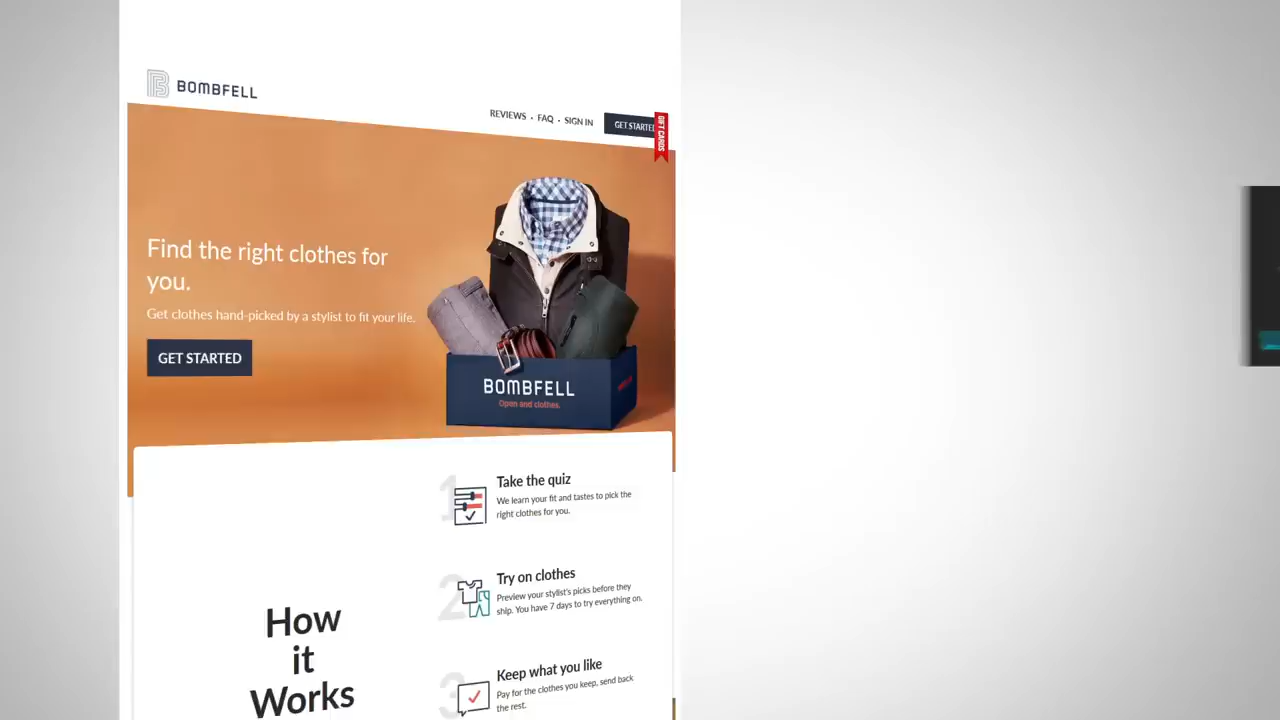 BOMBFELL
REVIEWS • FAQ • SIGN IN
GET STARTED
GIFT CARDS
Find the right clothes for
you.
Get clothes hand-picked by a stylist to fit your life.
GET STARTED
BOMBFELL
Open and clothes.
How
it
Works
1
Take the quiz
We learn your fit and tastes to pick the
right clothes for you.
2
Try on clothes
Preview your stylist's picks before they
ship. You have 7 days to try everything on.
3
Keep what you like
Pay for the clothes you keep, send back
the rest.